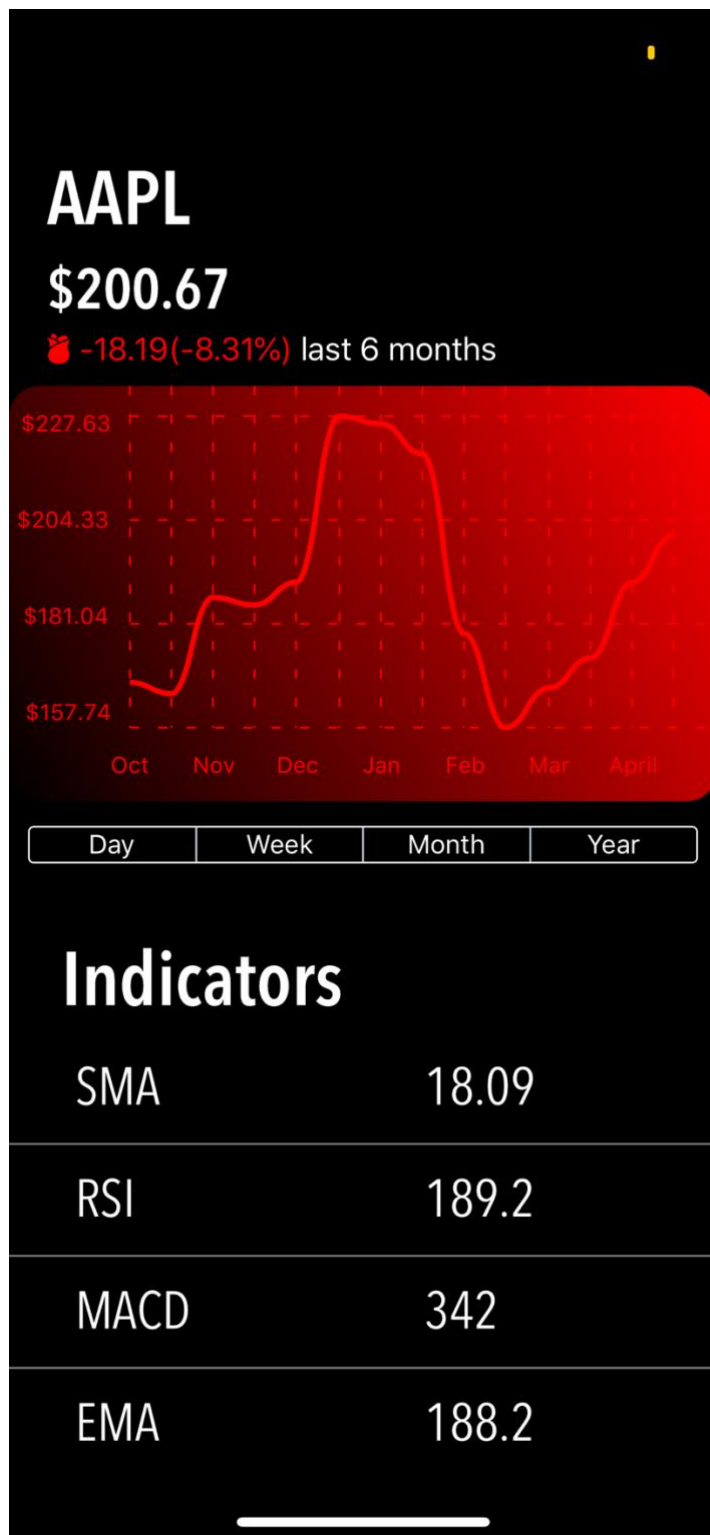 AAPL
$200.67
-18.19(-8.31%) last 6 months
$227.63
$204.33
$181.04
$157.74
Oct Nov Dec Jan Feb Mar April
Day Week Month Year
Indicators
SMA 18.09
RSI 189.2
MACD 342
EMA 188.2